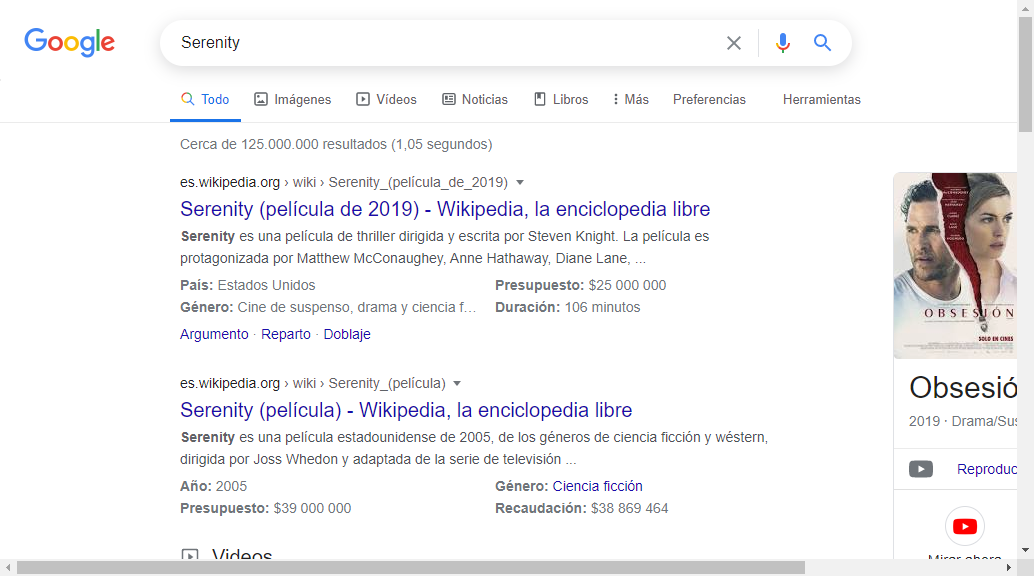 Google
Serenity
Todo
Imágenes
Vídeos
Noticias
Libros
Más
Preferencias
Herramientas
Cerca de 125.000.000 resultados (1,05 segundos)
es.wikipedia.org › wiki › Serenity_(película_de_2019)
Serenity (película de 2019) - Wikipedia, la enciclopedia libre
Serenity es una película de thriller dirigida y escrita por Steven Knight. La película es
protagonizada por Matthew McConaughey, Anne Hathaway, Diane Lane, ...
País: Estados Unidos
Presupuesto: $25 000 000
Género: Cine de suspenso, drama y ciencia f…
Duración: 106 minutos
Argumento · Reparto · Doblaje
es.wikipedia.org › wiki › Serenity_(película)
Serenity (película) - Wikipedia, la enciclopedia libre
Serenity es una película estadounidense de 2005, de los géneros de ciencia ficción y wéstern,
dirigida por Joss Whedon y adaptada de la serie de televisión ...
Año: 2005
Género: Ciencia ficción
Presupuesto: $39 000 000
Recaudación: $38 869 464
Videos
OBSESIÓN
SOLO EN CINES
Obsesió
2019 · Drama/Sus
Reproduc
Mirar ahora